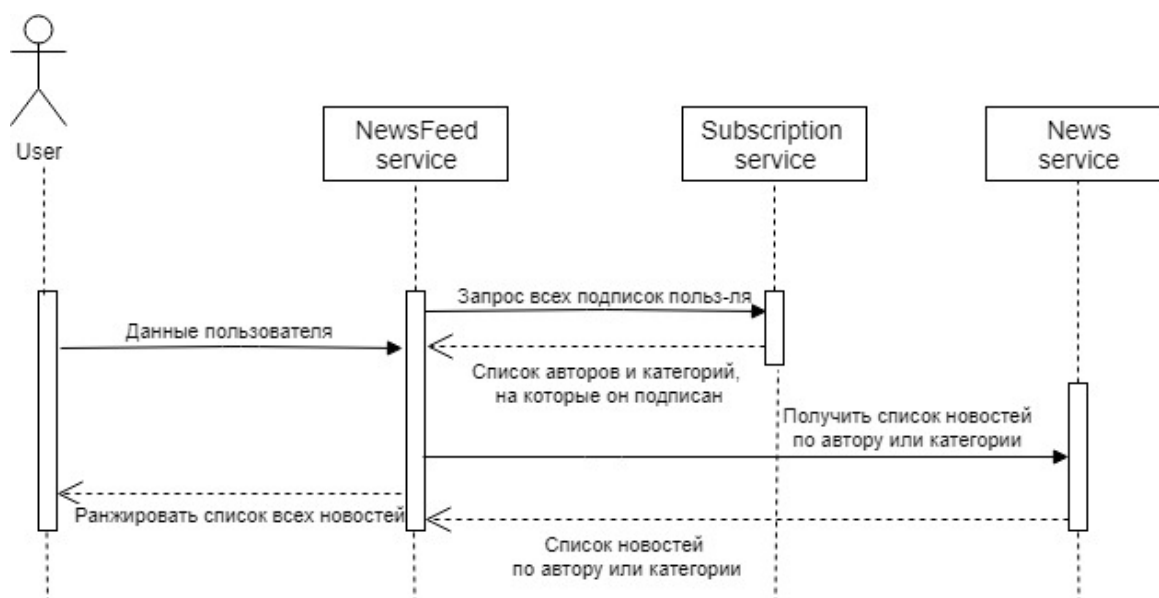 User
NewsFeed
service
Subscription
service
News
service
Запрос всех подписок польз-ля
Данные пользователя
Список авторов и категорий,
на которые он подписан
Получить список новостей
по автору или категории
Ранжировать список всех новостей
Список новостей
по автору или категории